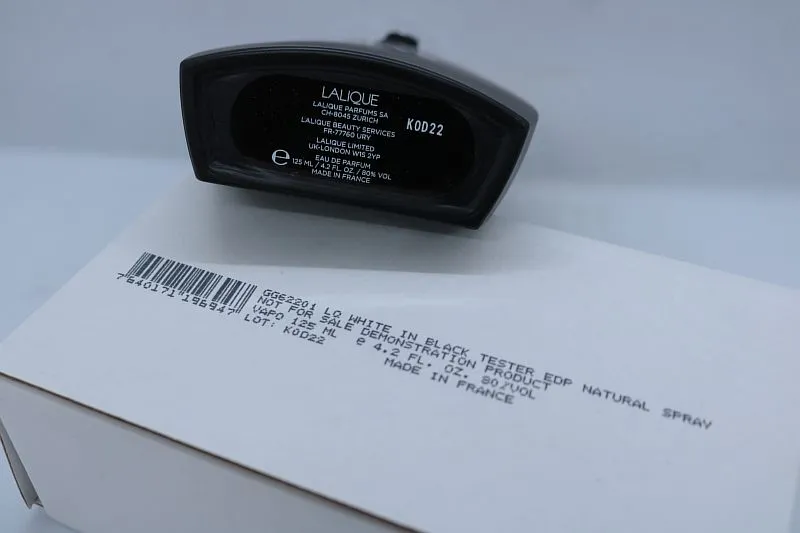 LALIQUE
LALIQUE PARFUMS SA
CH-8045 ZURICH
LALIQUE BEAUTY SERVICES
FR-77760 URY
LALIQUE LIMITED
UK-LONDON W1S 2YP
EAU DE PARFUM
e 125 ML / 4.2 FL. OZ. / 80% VOL
MADE IN FRANCE
K0D22
7 640171 196947
GG62201 LQ WHITE IN BLACK TESTER EDP NATURAL SPRAY
NOT FOR SALE DEMONSTRATION PRODUCT
VAPO 125 ML e 4.2 FL. OZ. 80%VOL
LOT: K0D22 MADE IN FRANCE